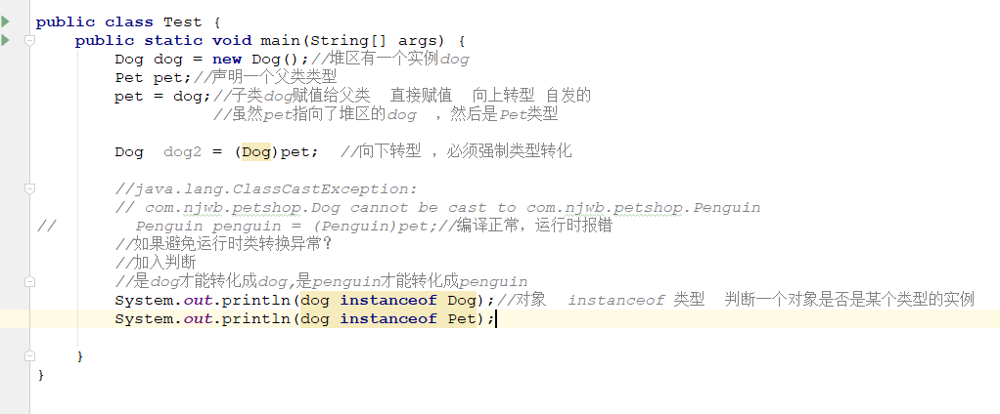 public class Test {
public static void main(String[] args) {
Dog dog = new Dog();//堆区有一个实例dog
Pet pet;//声明一个父类类型
pet = dog;//子类dog赋值给父类 直接赋值 向上转型 自发的
//虽然pet指向了堆区的dog ，然后是Pet类型
Dog dog2 = (Dog)pet; //向下转型 ，必须强制类型转化
//java.lang.ClassCastException:
// com.njwb.petshop.Dog cannot be cast to com.njwb.petshop.Penguin
// Penguin penguin = (Penguin)pet;//编译正常，运行时报错
//如果避免运行时类转换异常？
//加入判断
//是dog才能转化成dog,是penguin才能转化成penguin
System.out.println(dog instanceof Dog);//对象 instanceof 类型 判断一个对象是否是某个类型的实例
System.out.println(dog instanceof Pet);
}
}